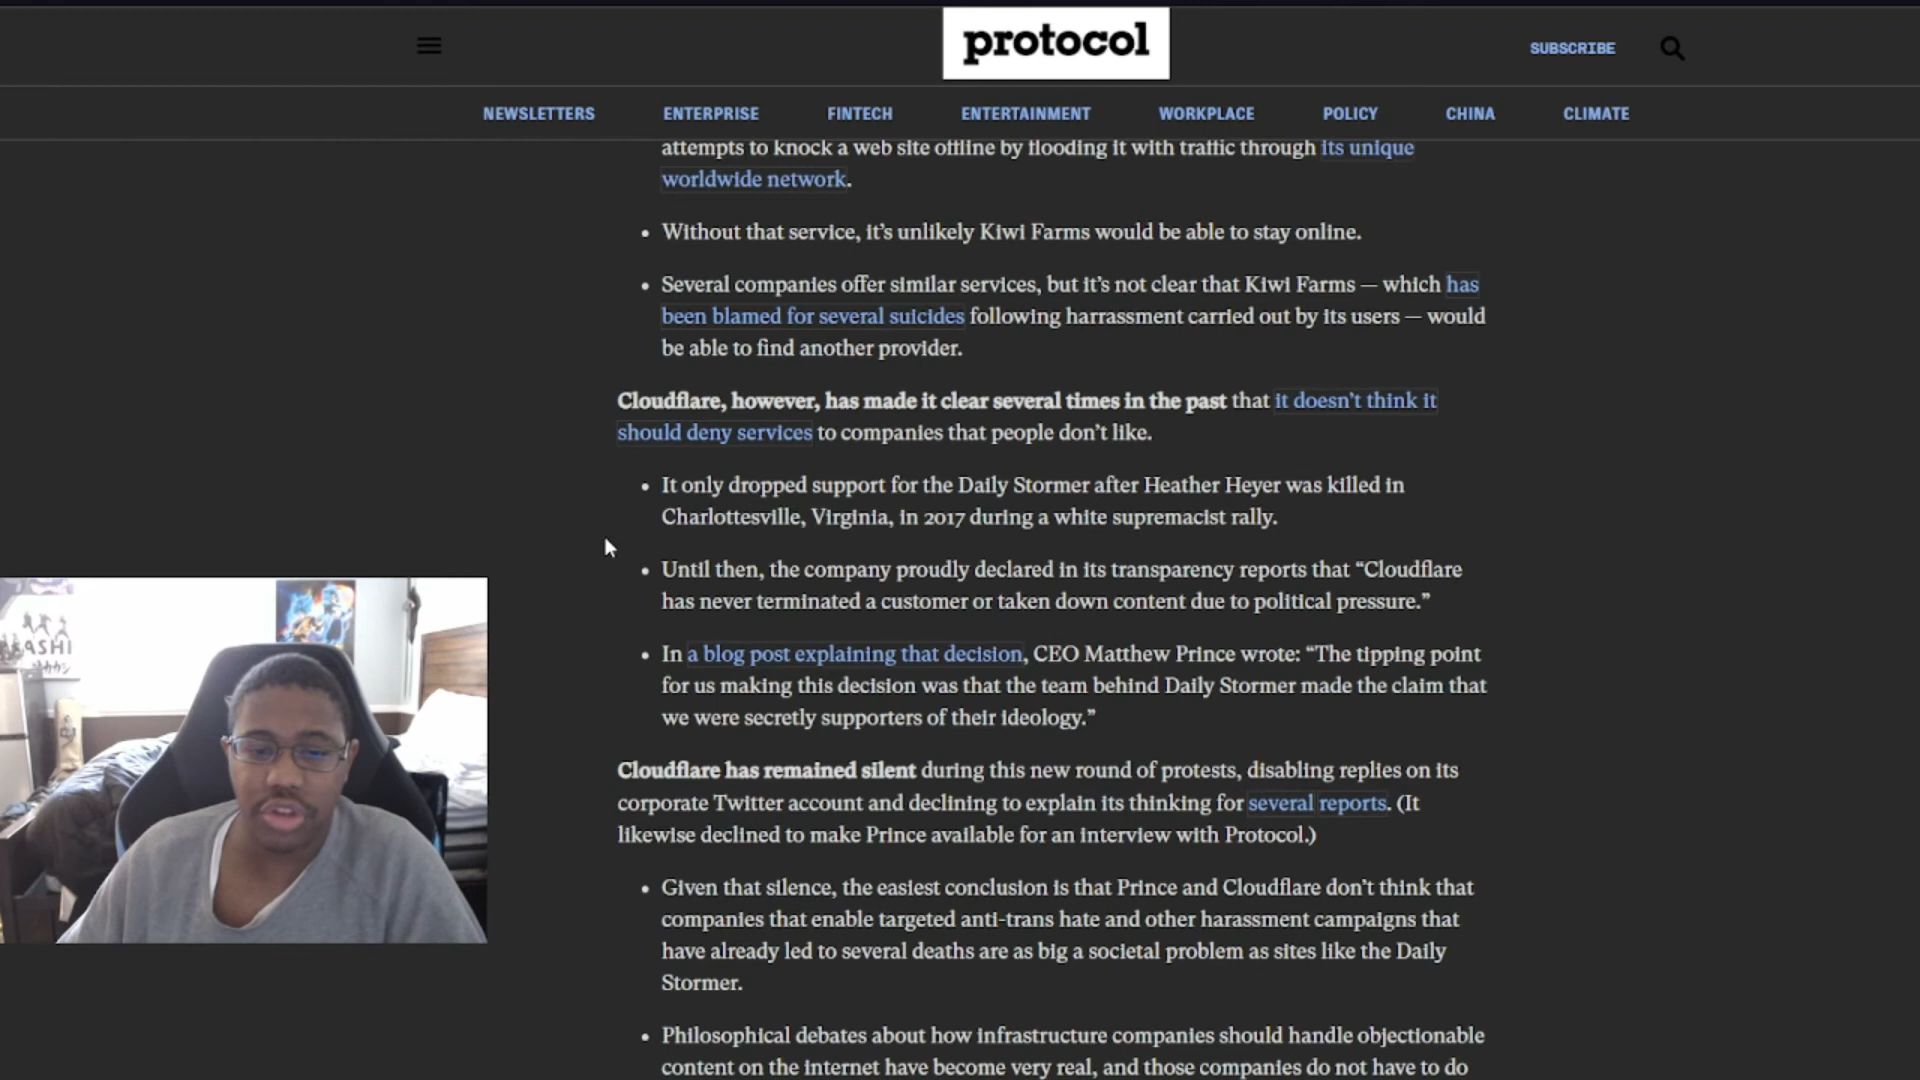 protocol
SUBSCRIBE
NEWSLETTERS ENTERPRISE FINTECH ENTERTAINMENT WORKPLACE POLICY CHINA CLIMATE
attempts to knock a web site offline by flooding it with traffic through its unique
worldwide network.
• Without that service, it’s unlikely Kiwi Farms would be able to stay online.
• Several companies offer similar services, but it’s not clear that Kiwi Farms — which has
been blamed for several suicides following harrassment carried out by its users — would
be able to find another provider.
Cloudflare, however, has made it clear several times in the past that it doesn’t think it
should deny services to companies that people don’t like.
• It only dropped support for the Daily Stormer after Heather Heyer was killed in
Charlottesville, Virginia, in 2017 during a white supremacist rally.
• Until then, the company proudly declared in its transparency reports that “Cloudflare
has never terminated a customer or taken down content due to political pressure.”
• In a blog post explaining that decision, CEO Matthew Prince wrote: “The tipping point
for us making this decision was that the team behind Daily Stormer made the claim that
we were secretly supporters of their ideology.”
Cloudflare has remained silent during this new round of protests, disabling replies on its
corporate Twitter account and declining to explain its thinking for several reports. (It
likewise declined to make Prince available for an interview with Protocol.)
• Given that silence, the easiest conclusion is that Prince and Cloudflare don’t think that
companies that enable targeted anti-trans hate and other harassment campaigns that
have already led to several deaths are as big a societal problem as sites like the Daily
Stormer.
• Philosophical debates about how infrastructure companies should handle objectionable
content on the internet have become very real, and those companies do not have to do